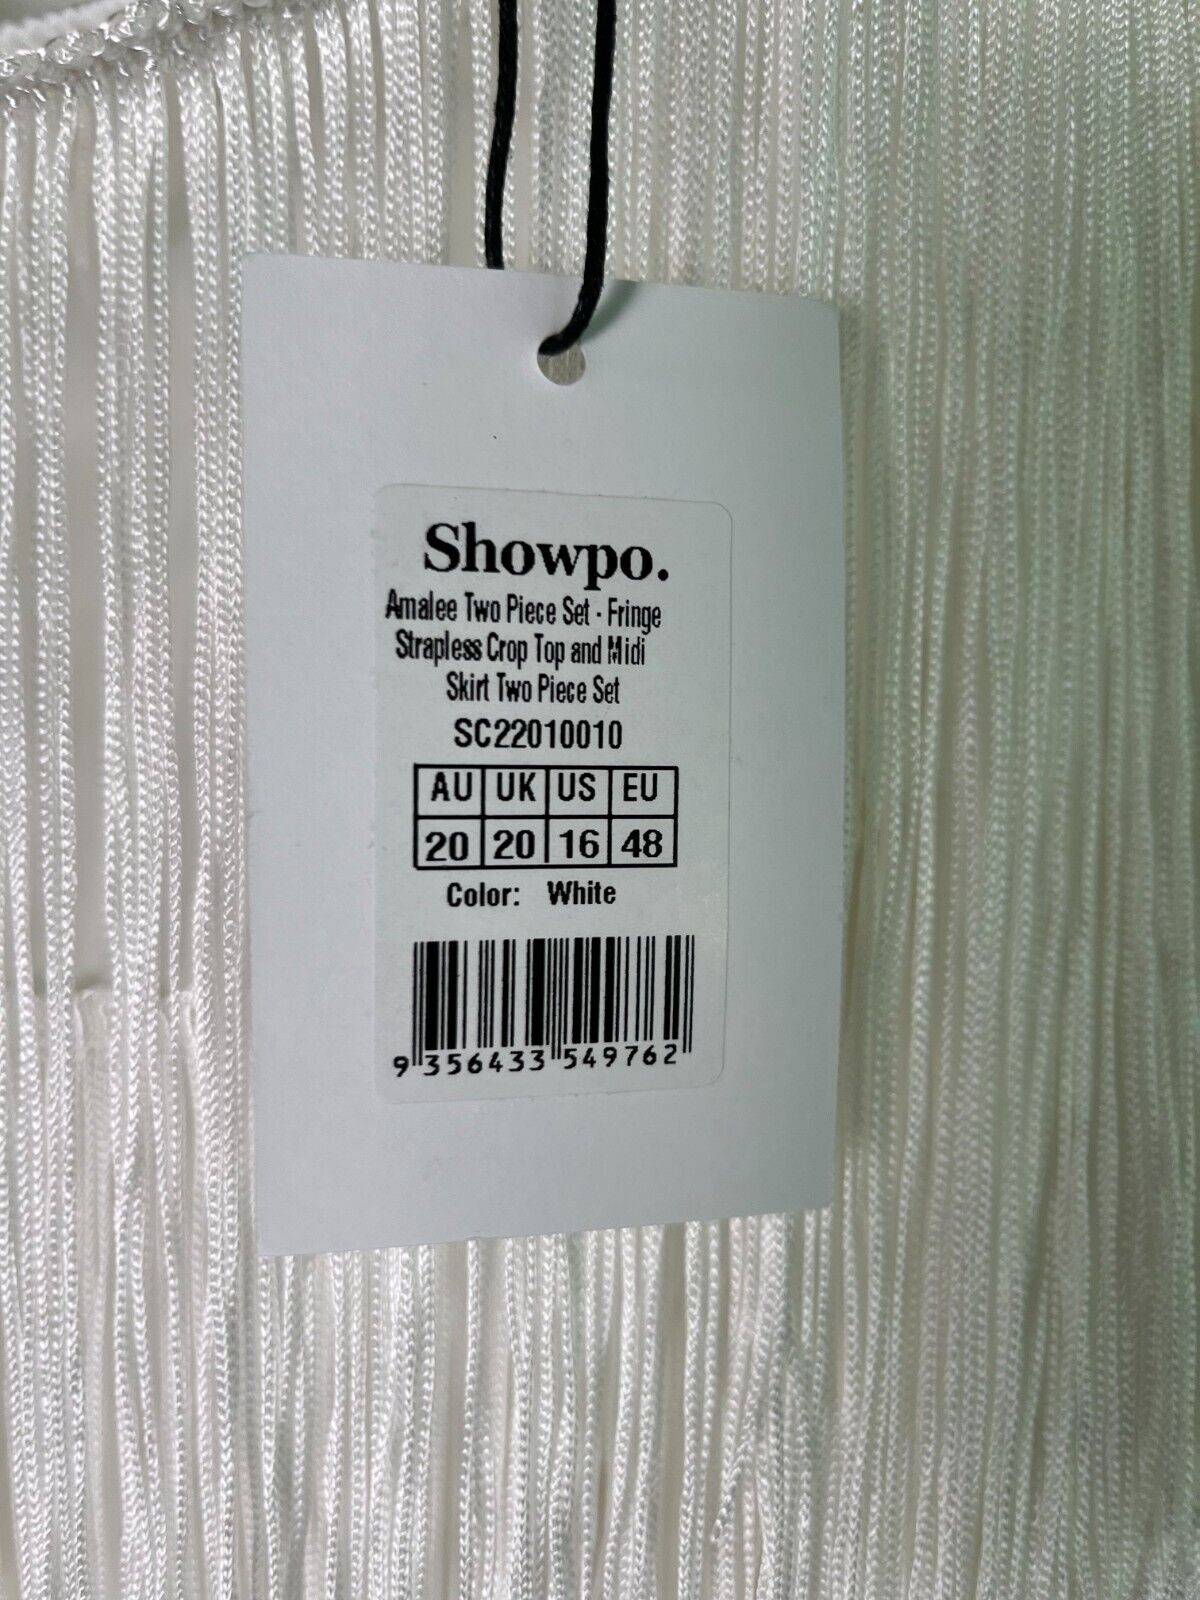 Showpo.
Amalee Two Piece Set - Fringe
Strapless Crop Top and Midi
Skirt Two Piece Set
SC22010010
AU UK US EU
20 20 16 48
Color: White
9 356433 549762